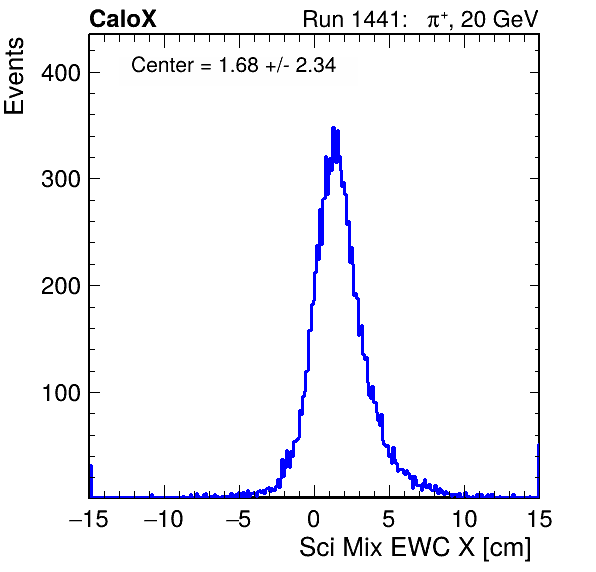 CaloX
Run 1441: π⁺, 20 GeV
Events
Center = 1.68 +/- 2.34
400
300
200
100
−15 −10 −5 0 5 10 15
Sci Mix EWC X [cm]